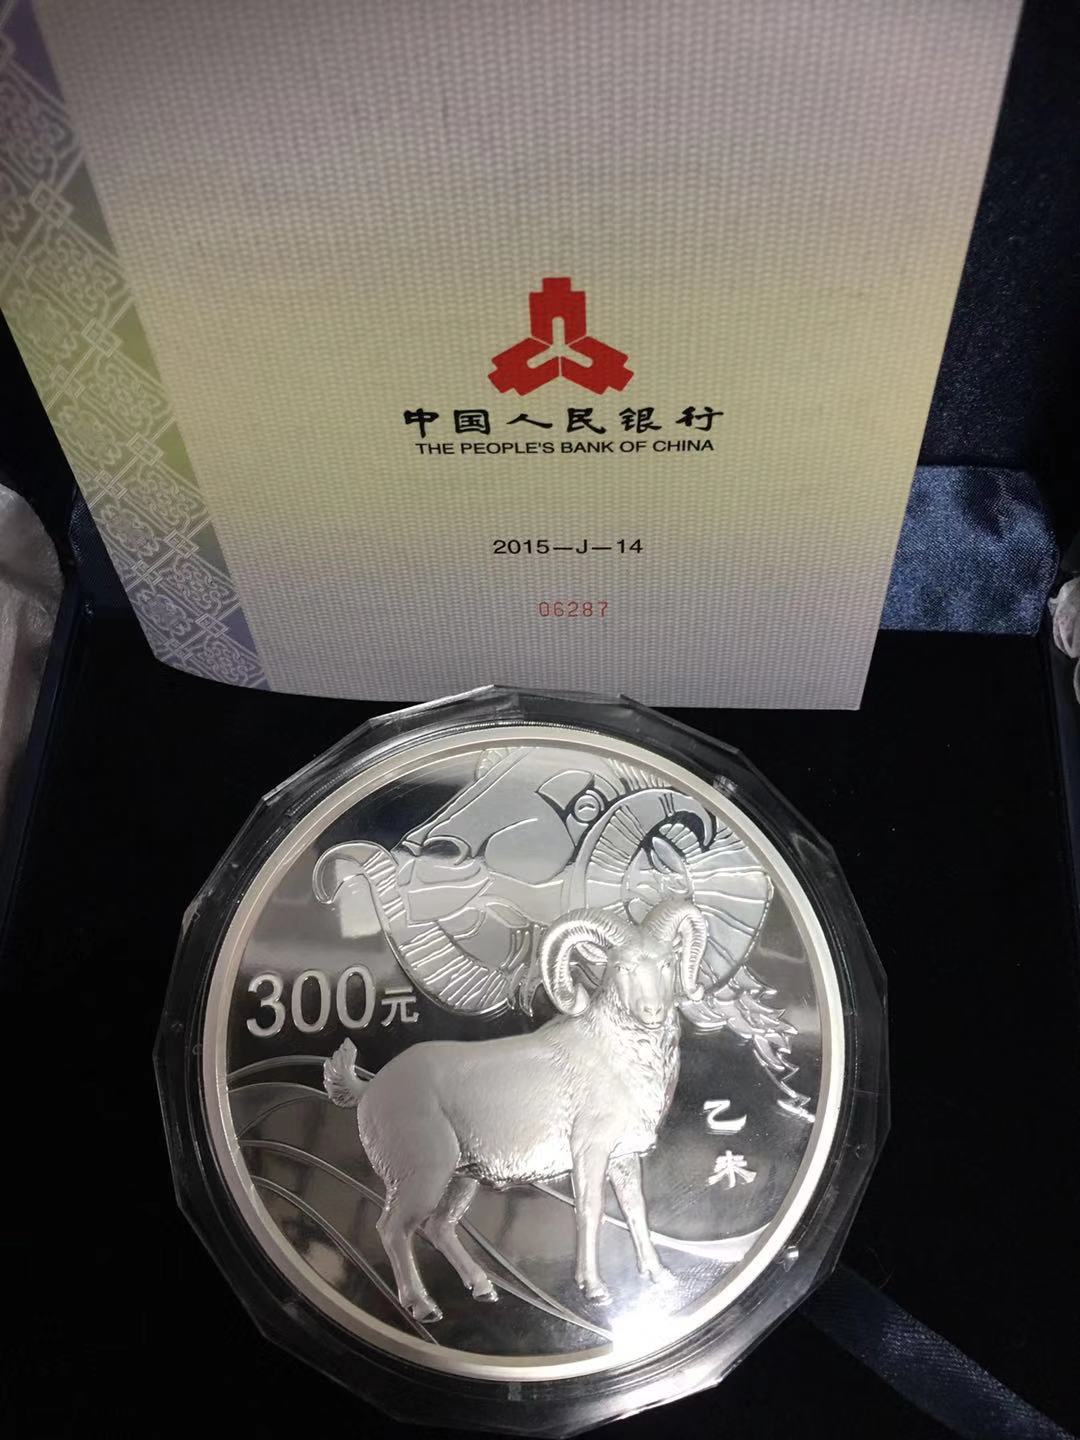 中国人民银行
THE PEOPLE'S BANK OF CHINA
2015—J—14
06287
300元
乙
未